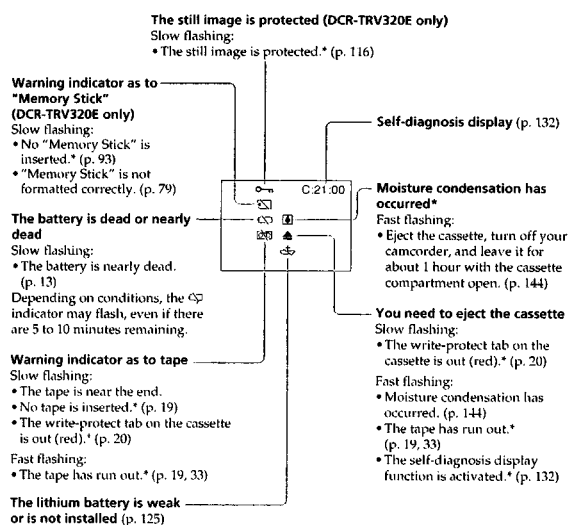 The still image is protected (DCR-TRV320E only)
Slow flashing:
• The still image is protected.* (p. 116)
Warning indicator as to
"Memory Stick"
(DCR-TRV320E only)
Slow flashing:
• No "Memory Stick" is
inserted.* (p. 93)
• "Memory Stick" is not
formatted correctly. (p. 79)
The battery is dead or nearly
dead
Slow flashing:
• The battery is nearly dead.
(p. 13)
Depending on conditions, the
indicator may flash, even if there
are 5 to 10 minutes remaining.
Warning indicator as to tape
Slow flashing:
• The tape is near the end.
• No tape is inserted.* (p. 19)
• The write-protect tab on the cassette
is out (red).* (p. 20)
Fast flashing:
• The tape has run out.* (p. 19, 33)
The lithium battery is weak
or is not installed (p. 125)
C:21:00
Self-diagnosis display (p. 132)
Moisture condensation has
occurred*
Fast flashing:
• Eject the cassette, turn off your
camcorder, and leave it for
about 1 hour with the cassette
compartment open. (p. 144)
You need to eject the cassette
Slow flashing:
• The write-protect tab on the
cassette is out (red).* (p. 20)
Fast flashing:
• Moisture condensation has
occurred. (p. 144)
• The tape has run out.*
(p. 19, 33)
• The self-diagnosis display
function is activated.* (p. 132)